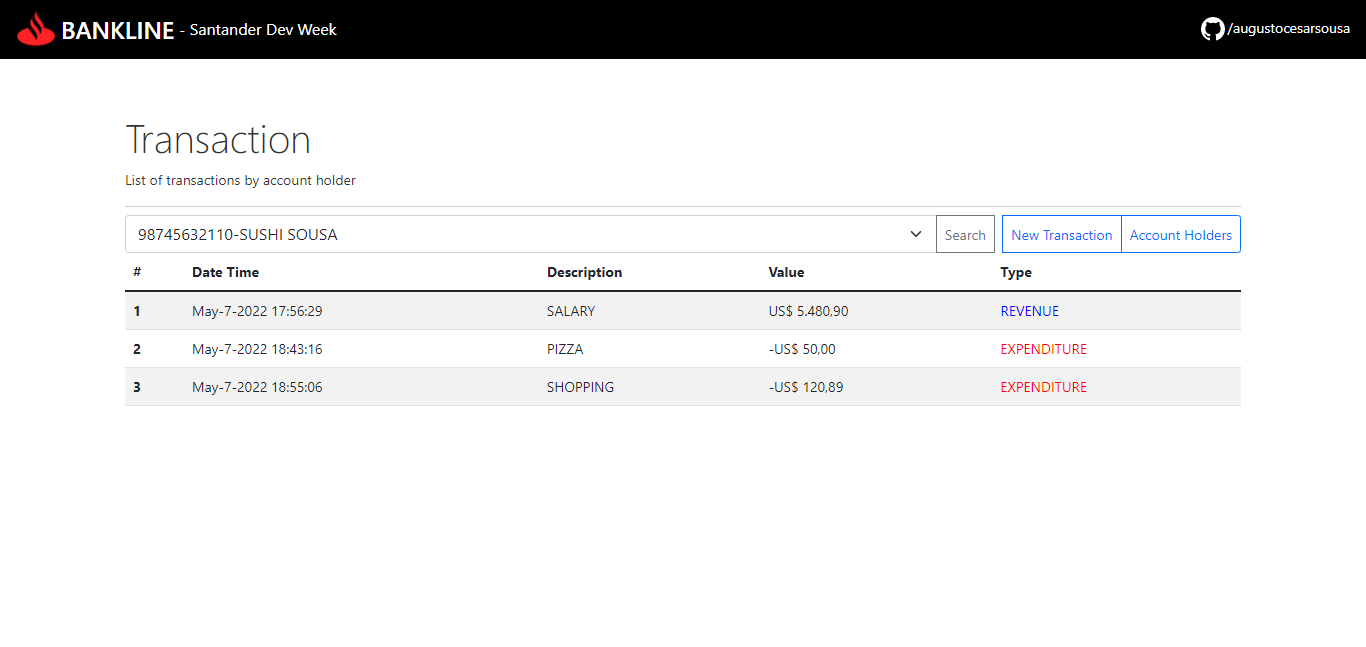 BANKLINE - Santander Dev Week
/augustocesarsousa
Transaction
List of transactions by account holder
98745632110-SUSHI SOUSA Search New Transaction Account Holders
# Date Time Description Value Type
1 May-7-2022 17:56:29 SALARY US$ 5.480,90 REVENUE
2 May-7-2022 18:43:16 PIZZA -US$ 50,00 EXPENDITURE
3 May-7-2022 18:55:06 SHOPPING -US$ 120,89 EXPENDITURE